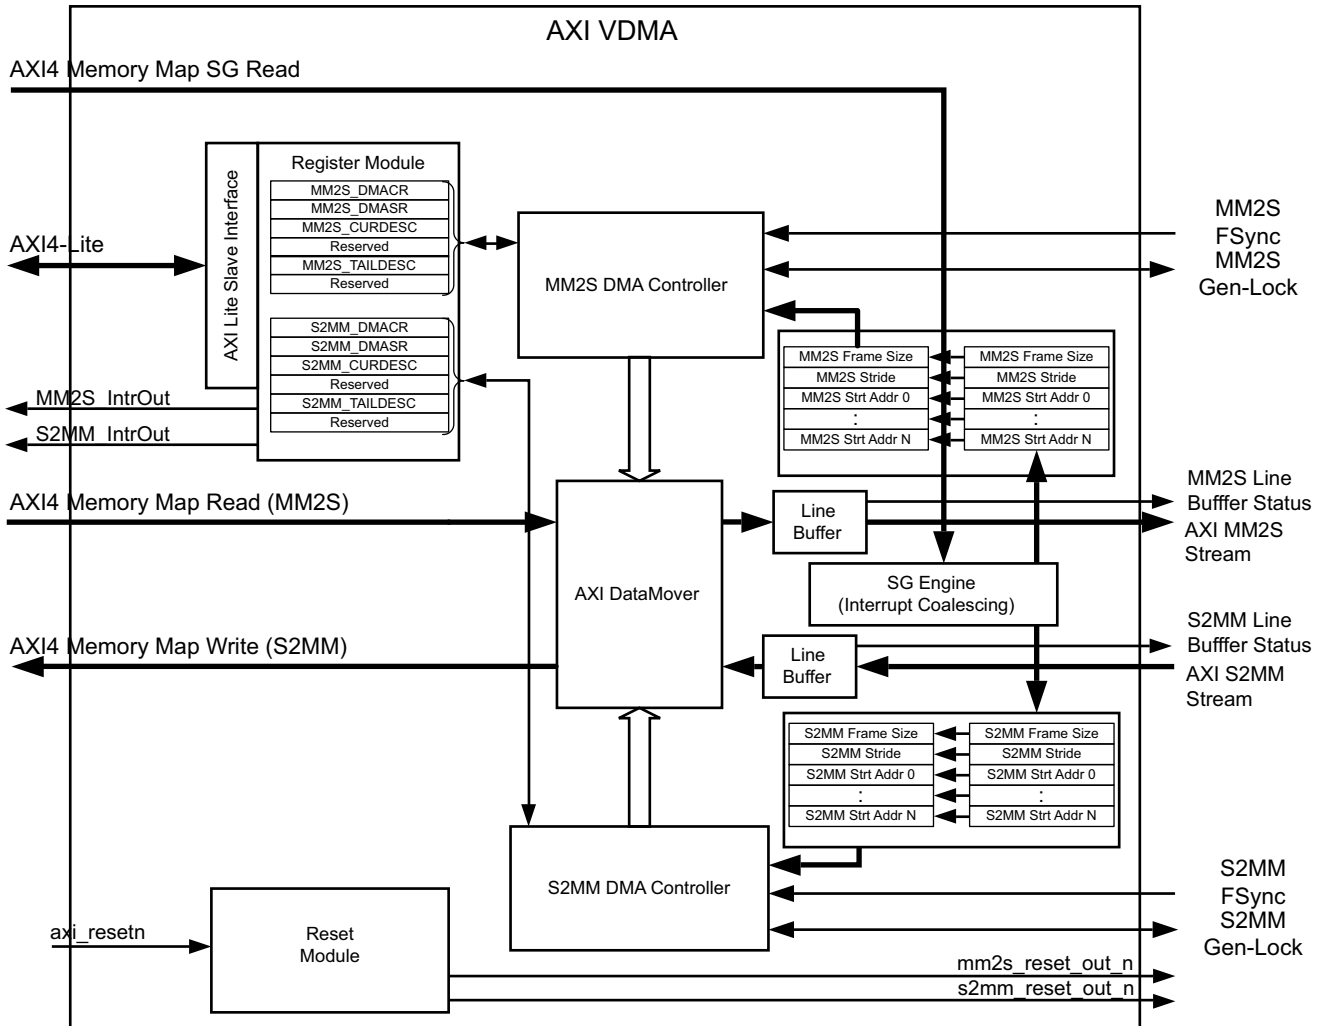 AXI VDMA
AXI4 Memory Map SG Read
AXI4-Lite
AXI Lite Slave Interface
Register Module
MM2S_DMACR
MM2S_DMASR
MM2S_CURDESC
Reserved
MM2S_TAILDESC
Reserved
S2MM_DMACR
S2MM_DMASR
S2MM_CURDESC
Reserved
S2MM_TAILDESC
Reserved
MM2S_IntrOut
S2MM_IntrOut
MM2S DMA Controller
MM2S
FSync
MM2S
Gen-Lock
MM2S Frame Size
MM2S Stride
MM2S Strt Addr 0
:
MM2S Strt Addr N
MM2S Frame Size
MM2S Stride
MM2S Strt Addr 0
:
MM2S Strt Addr N
AXI4 Memory Map Read (MM2S)
AXI DataMover
Line
Buffer
MM2S Line
Bufffer Status
AXI MM2S
Stream
SG Engine
(Interrupt Coalescing)
AXI4 Memory Map Write (S2MM)
Line
Buffer
S2MM Line
Bufffer Status
AXI S2MM
Stream
S2MM Frame Size
S2MM Stride
S2MM Strt Addr 0
:
S2MM Strt Addr N
S2MM Frame Size
S2MM Stride
S2MM Strt Addr 0
:
S2MM Strt Addr N
S2MM DMA Controller
S2MM
FSync
S2MM
Gen-Lock
axi_resetn
Reset
Module
mm2s_reset_out_n
s2mm_reset_out_n